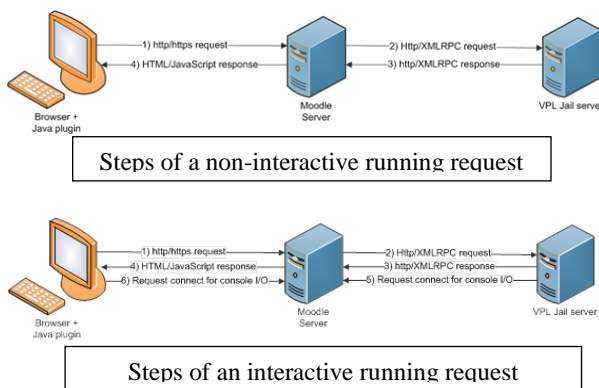 1) http/https request
2) Http/XMLRPC request
4) HTML/JavaScript response
3) http/XMLRPC response
Browser +
Java plugin
Moodle
Server
VPL Jail server
Steps of a non-interactive running request
1) http/https request
2) Http/XMLRPC request
4) HTML/JavaScript response
3) http/XMLRPC response
6) Request connect for console I/O
5) Request connect for console I/O
Browser +
Java plugin
Moodle
Server
VPL Jail server
Steps of an interactive running request